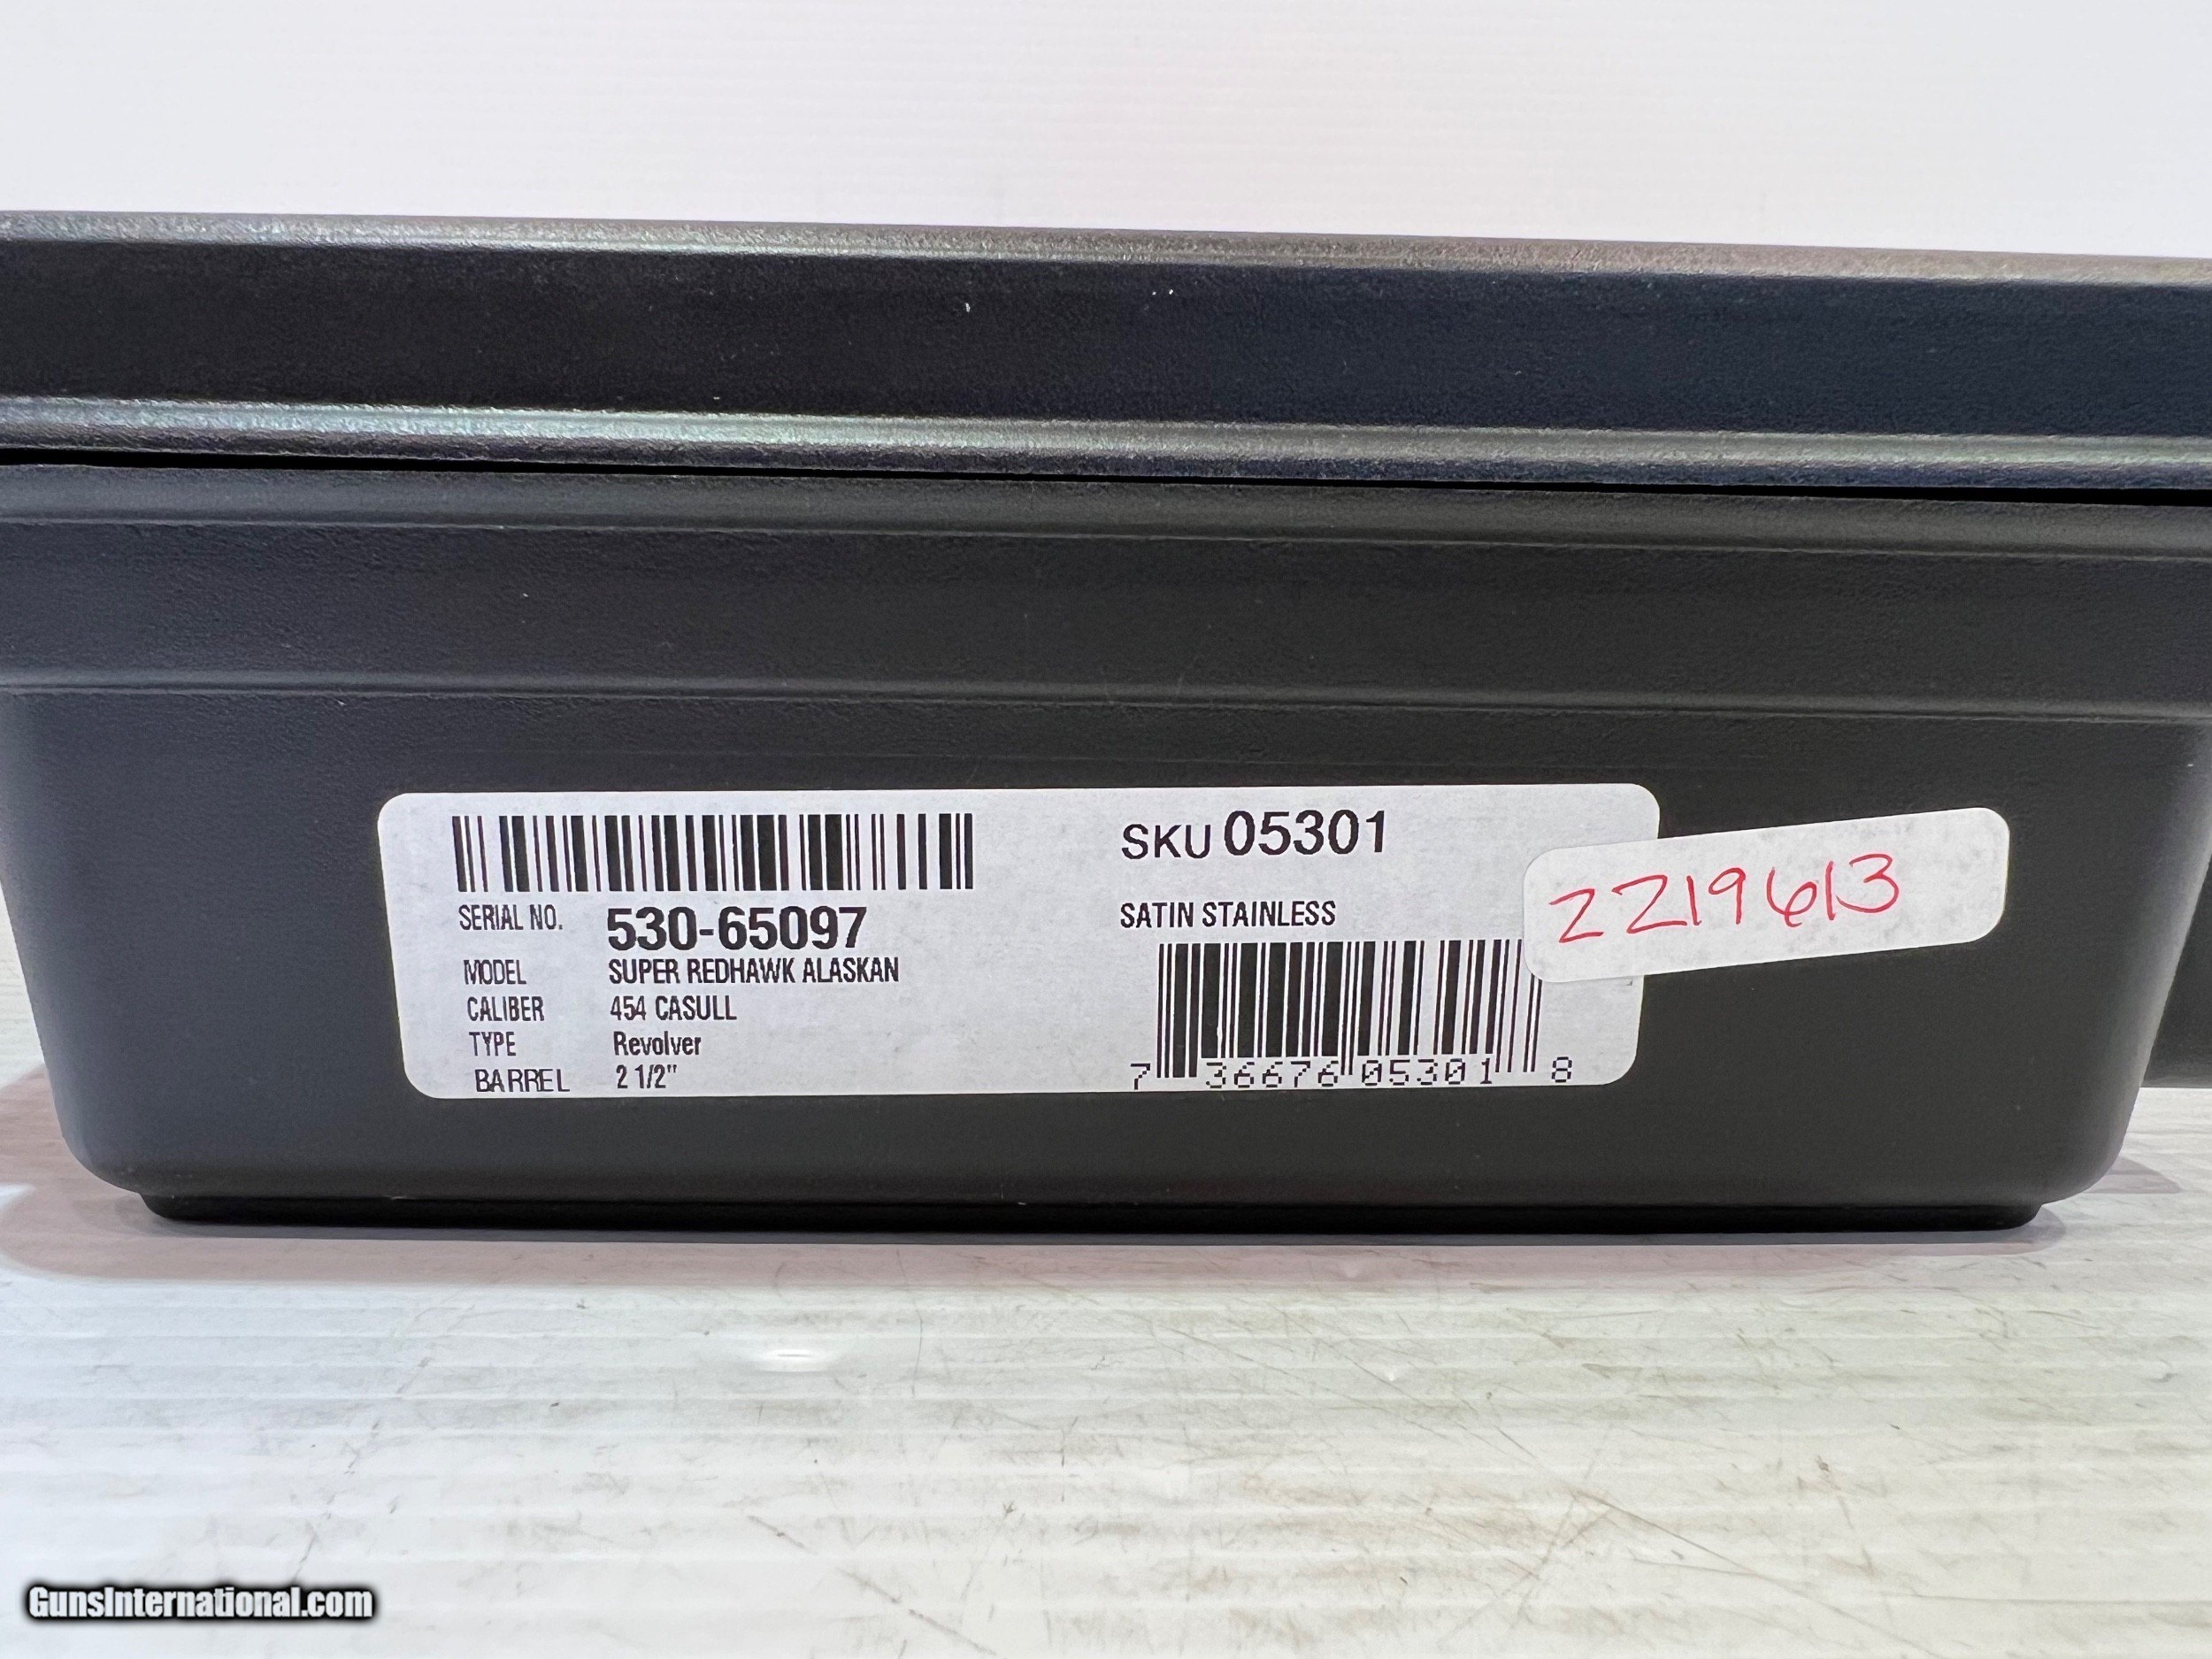 SKU 05301
SERIAL NO. 530-65097
MODEL SUPER REDHAWK ALASKAN
CALIBER 454 CASULL
TYPE Revolver
BARREL 2 1/2"
SATIN STAINLESS
7 36676 05301 8
2219613
GunsInternational.com